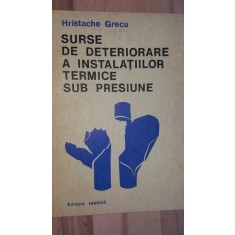 Hristache Grecu
SURSE
DE DETERIORARE
A INSTALAȚIILOR
TERMICE
SUB PRESIUNE
Editura tehnică